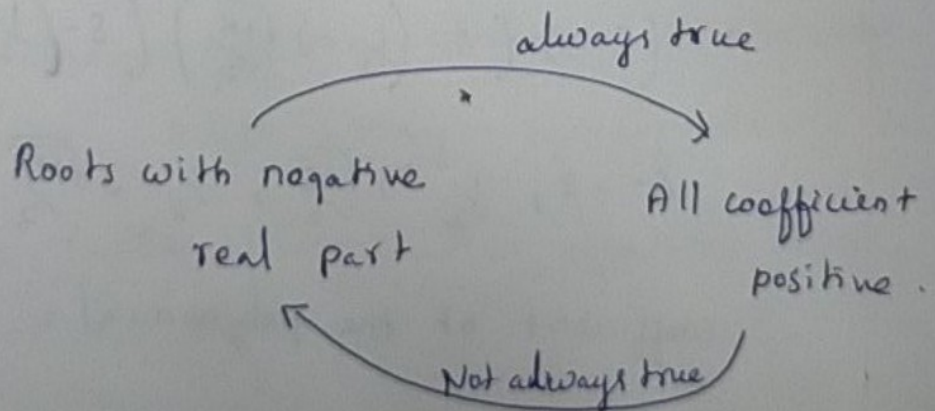 always true
Roots with negative
real part
All coefficient
positive.
Not always true